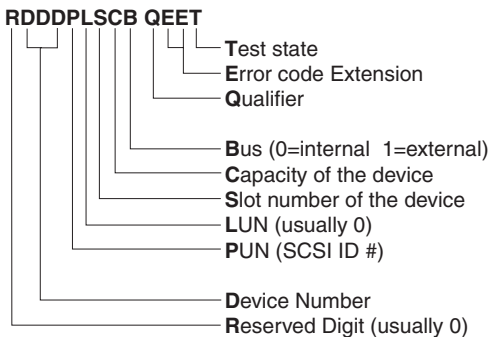 RDDDPLSCB QEET
Test state
Error code Extension
Qualifier
Bus (0=internal 1=external)
Capacity of the device
Slot number of the device
LUN (usually 0)
PUN (SCSI ID #)
Device Number
Reserved Digit (usually 0)